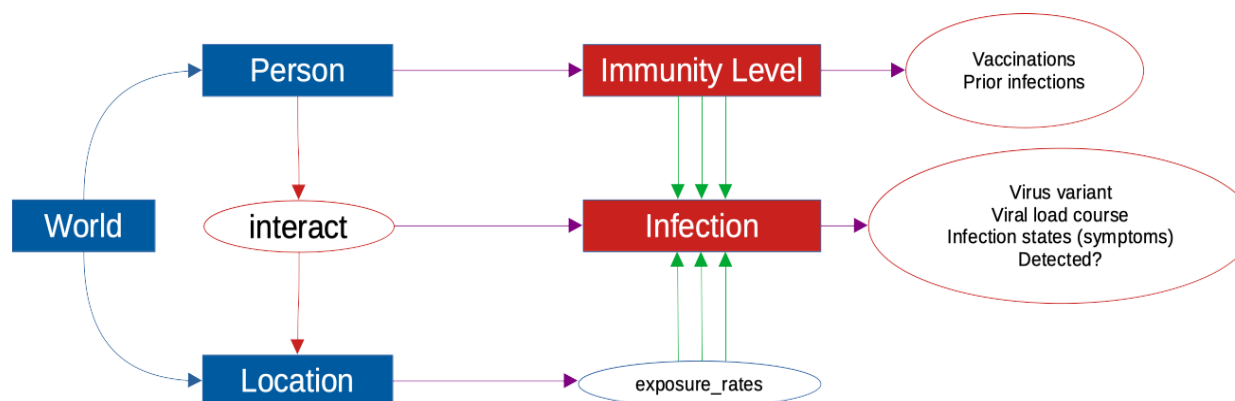 Person
Immunity Level
Vaccinations
Prior infections
World
interact
Infection
Virus variant
Viral load course
Infection states (symptoms)
Detected?
Location
exposure_rates